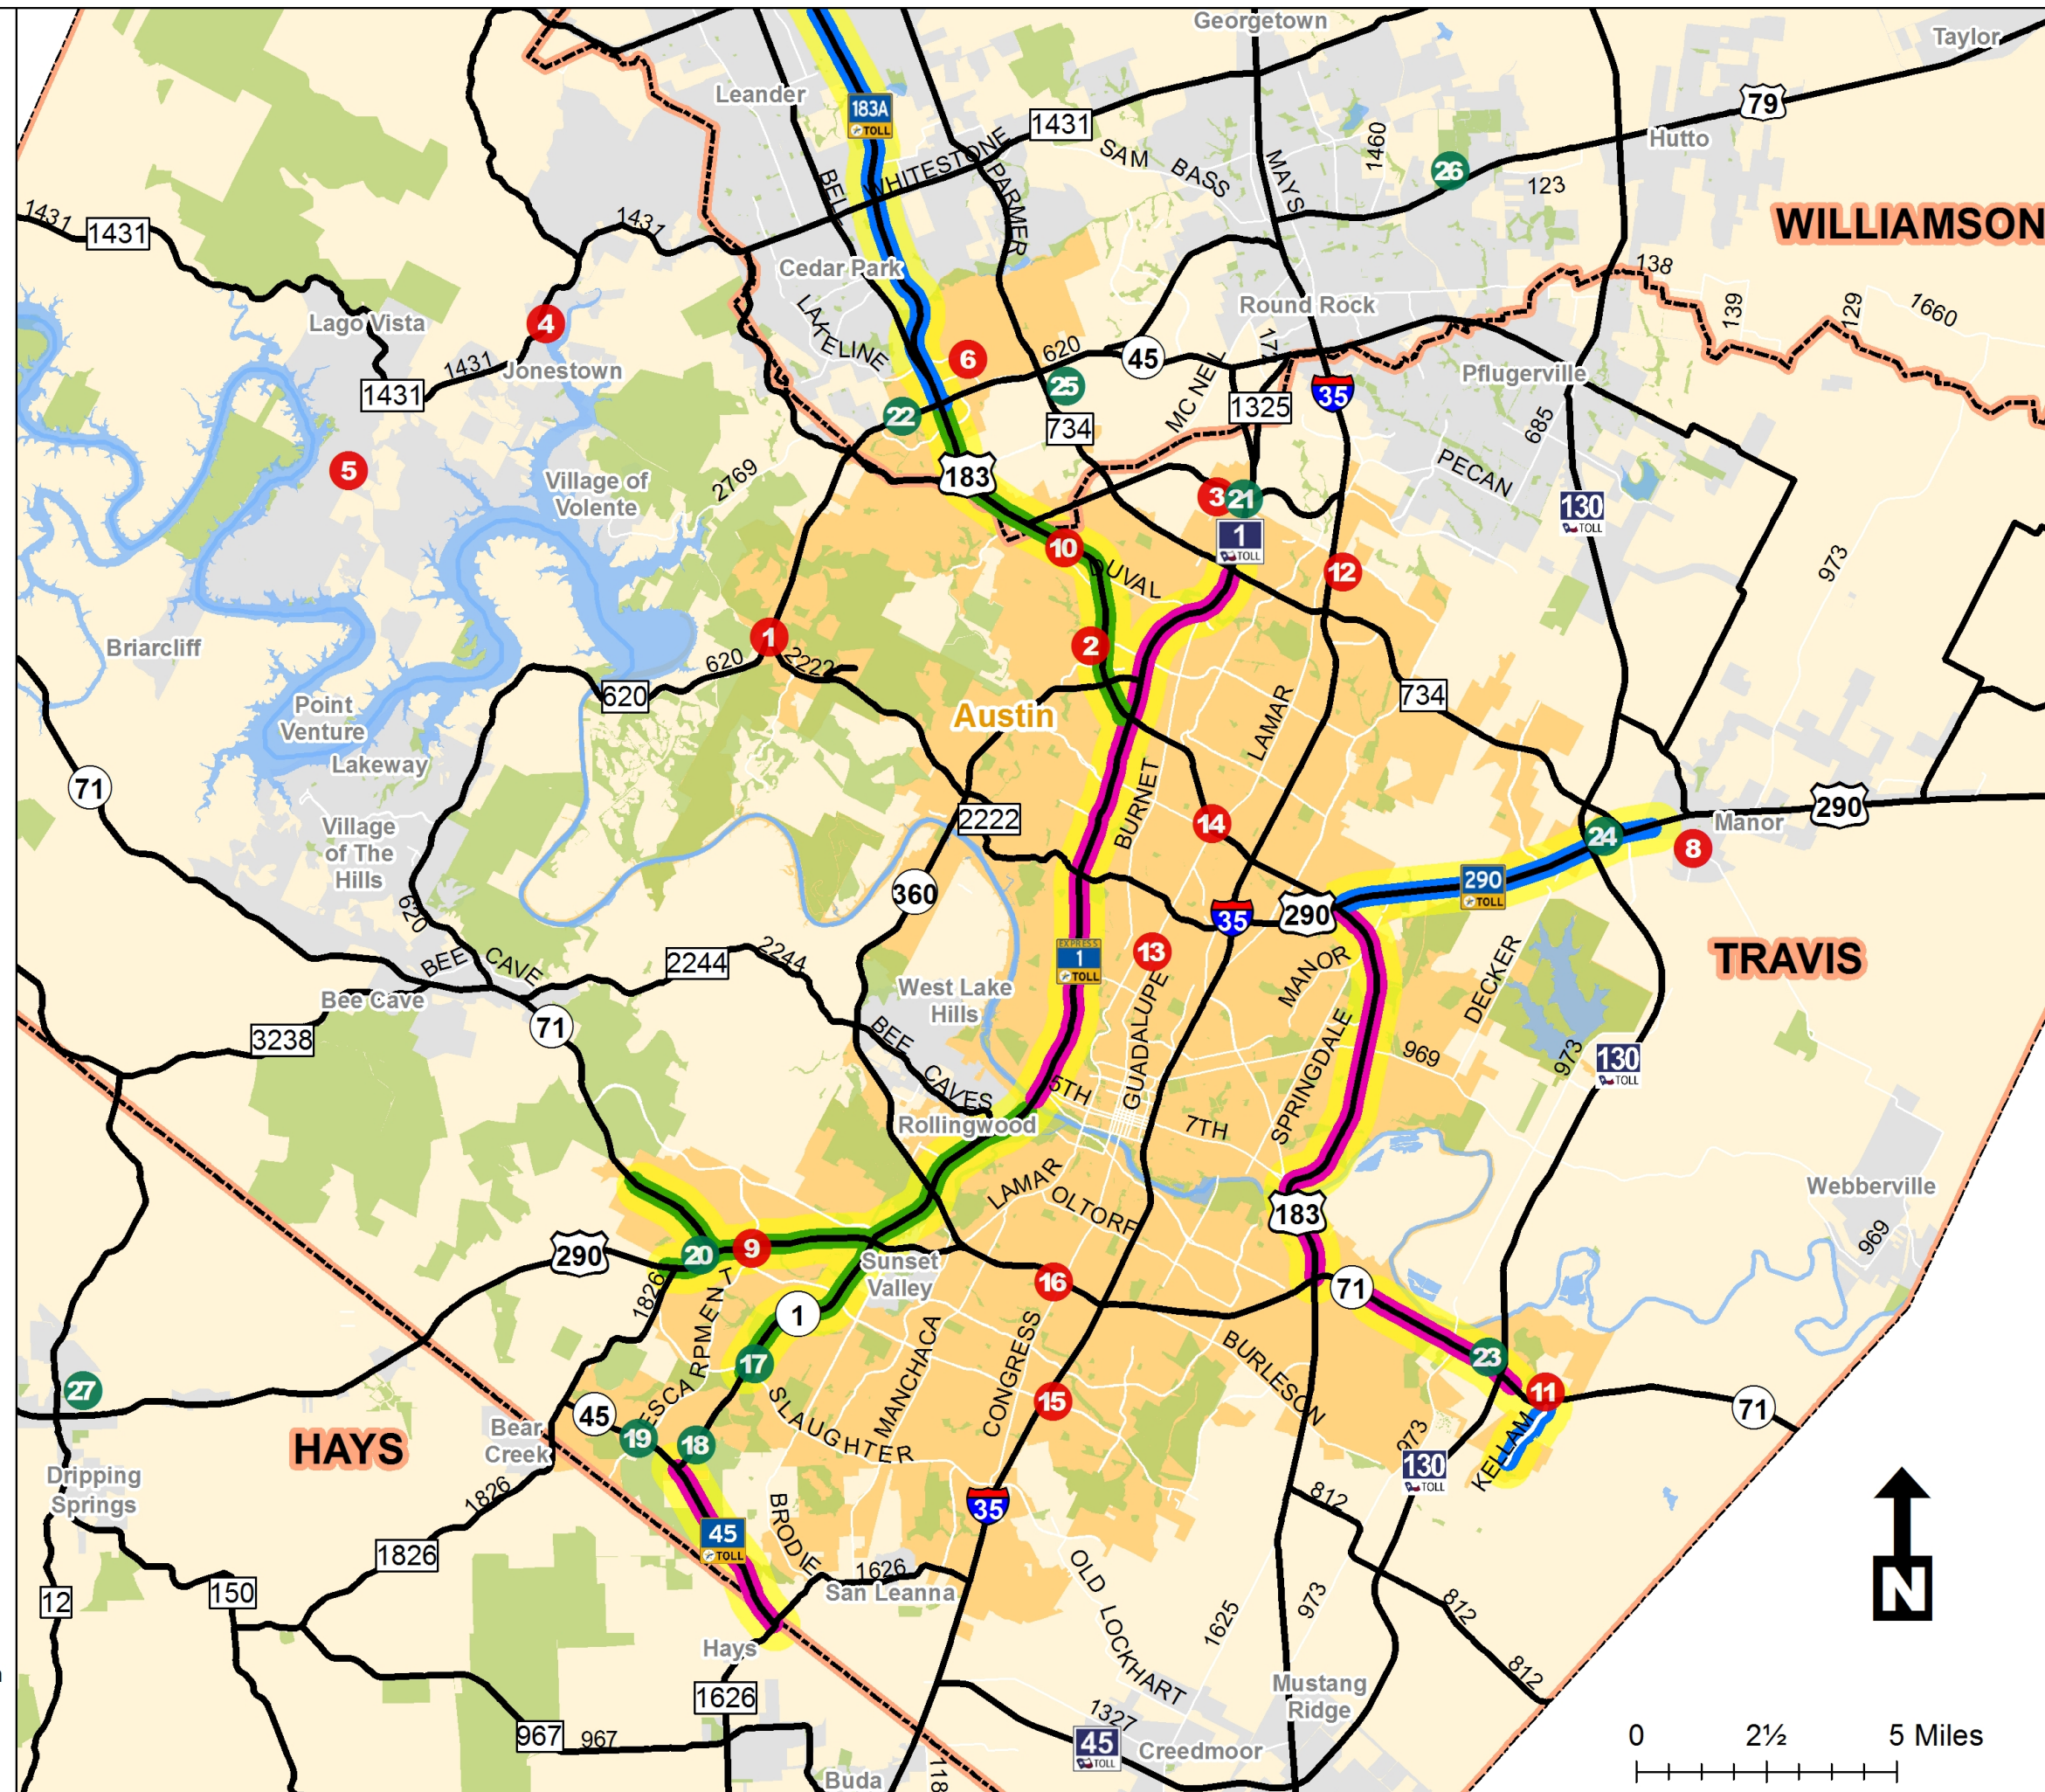 Georgetown
Taylor
Leander
183A
TOLL
1431
79
Hutto
WHITESTONE
SAM
BASS
MAYS
1460
26
123
BELL
PARMER
1431
1431
1431
WILLIAMSON
Cedar Park
138
Lago Vista
4
LAKELINE
6
620
45
Round Rock
172
139
129
1660
1431
1431
Jonestown
25
MC NEL
1325
35
Pflugerville
22
734
685
5
Village of
Volente
2769
183
3
21
PECAN
130
TOLL
1
TOLL
10
DUVAL
12
973
Briarcliff
1
2
620
2222
620
734
Point
Venture
Austin
LAMAR
Lakeway
71
Village
of The
Hills
2222
BURNET
14
24
Manor
290
8
360
35
290
290
TOLL
620
BEE
CAVE
2244
2244
EXPRESS
1
TOLL
13
MANOR
DECKER
TRAVIS
Bee Cave
West Lake
Hills
GUADALUPE
3238
71
BEE
CAVES
SPRINGDALE
969
973
130
TOLL
5TH
7TH
Rollingwood
LAMAR
OLTORF
183
Webberville
969
290
20
9
Sunset
Valley
16
71
1826
1
ESCARPMENT
17
MANCHACA
CONGRESS
BURLESON
23
27
45
19
18
SLAUGHTER
15
11
71
HAYS
Bear
Creek
973
KELLAM
130
TOLL
Dripping
Springs
1826
35
812
45
TOLL
BRODIE
1826
1626
San Leanna
OLD
LOCKHART
1625
973
812
N
12
150
Hays
812
1626
Mustang
Ridge
967
967
1327
45
TOLL
Creedmoor
Buda
118
0
2½
5 Miles